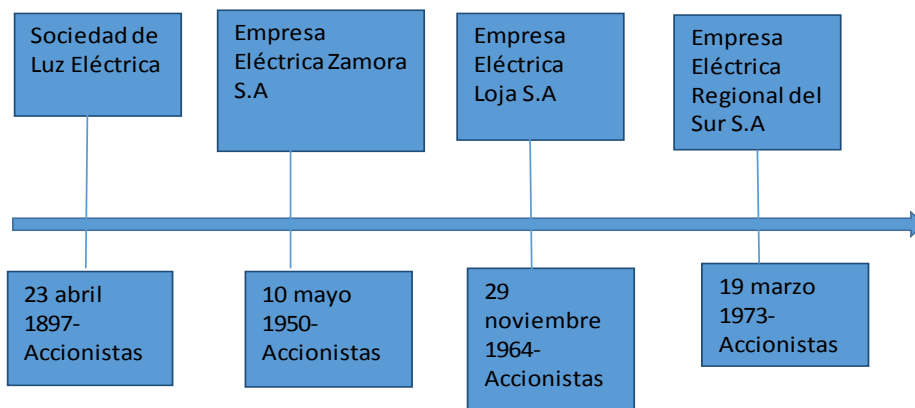 Sociedad de
Luz Eléctrica
Empresa
Eléctrica Zamora
S.A
Empresa
Eléctrica
Loja S.A
Empresa
Eléctrica
Regional del
Sur S.A
23 abril
1897-
Accionistas
10 mayo
1950-
Accionistas
29
noviembre
1964-
Accionistas
19 marzo
1973-
Accionistas